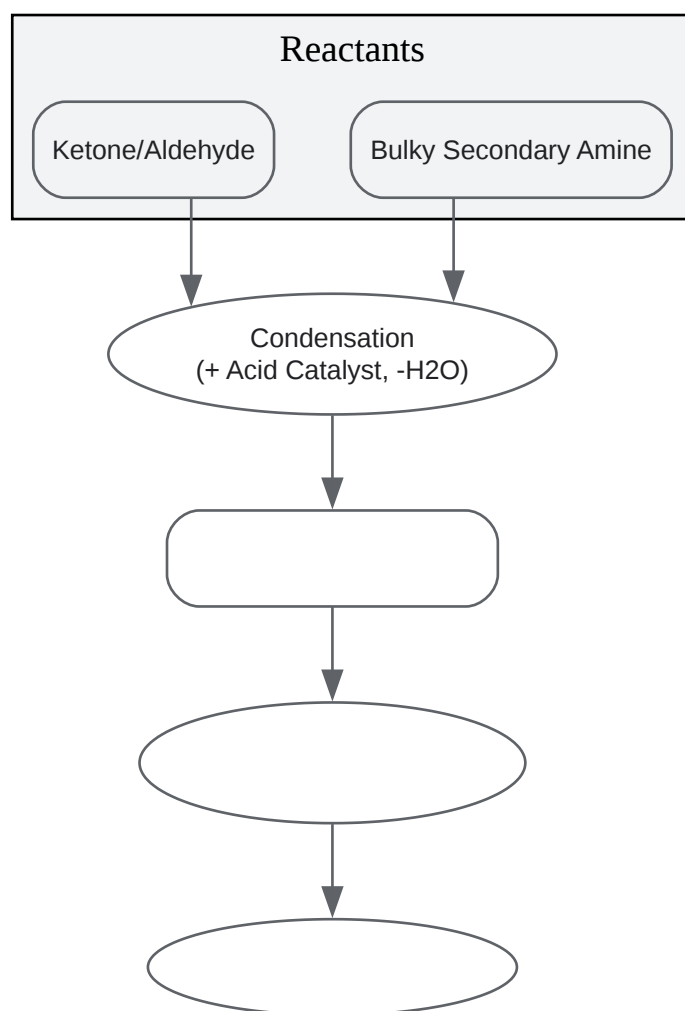 Reactants
Ketone/Aldehyde
Bulky Secondary Amine
Condensation
(+ Acid Catalyst, -H2O)